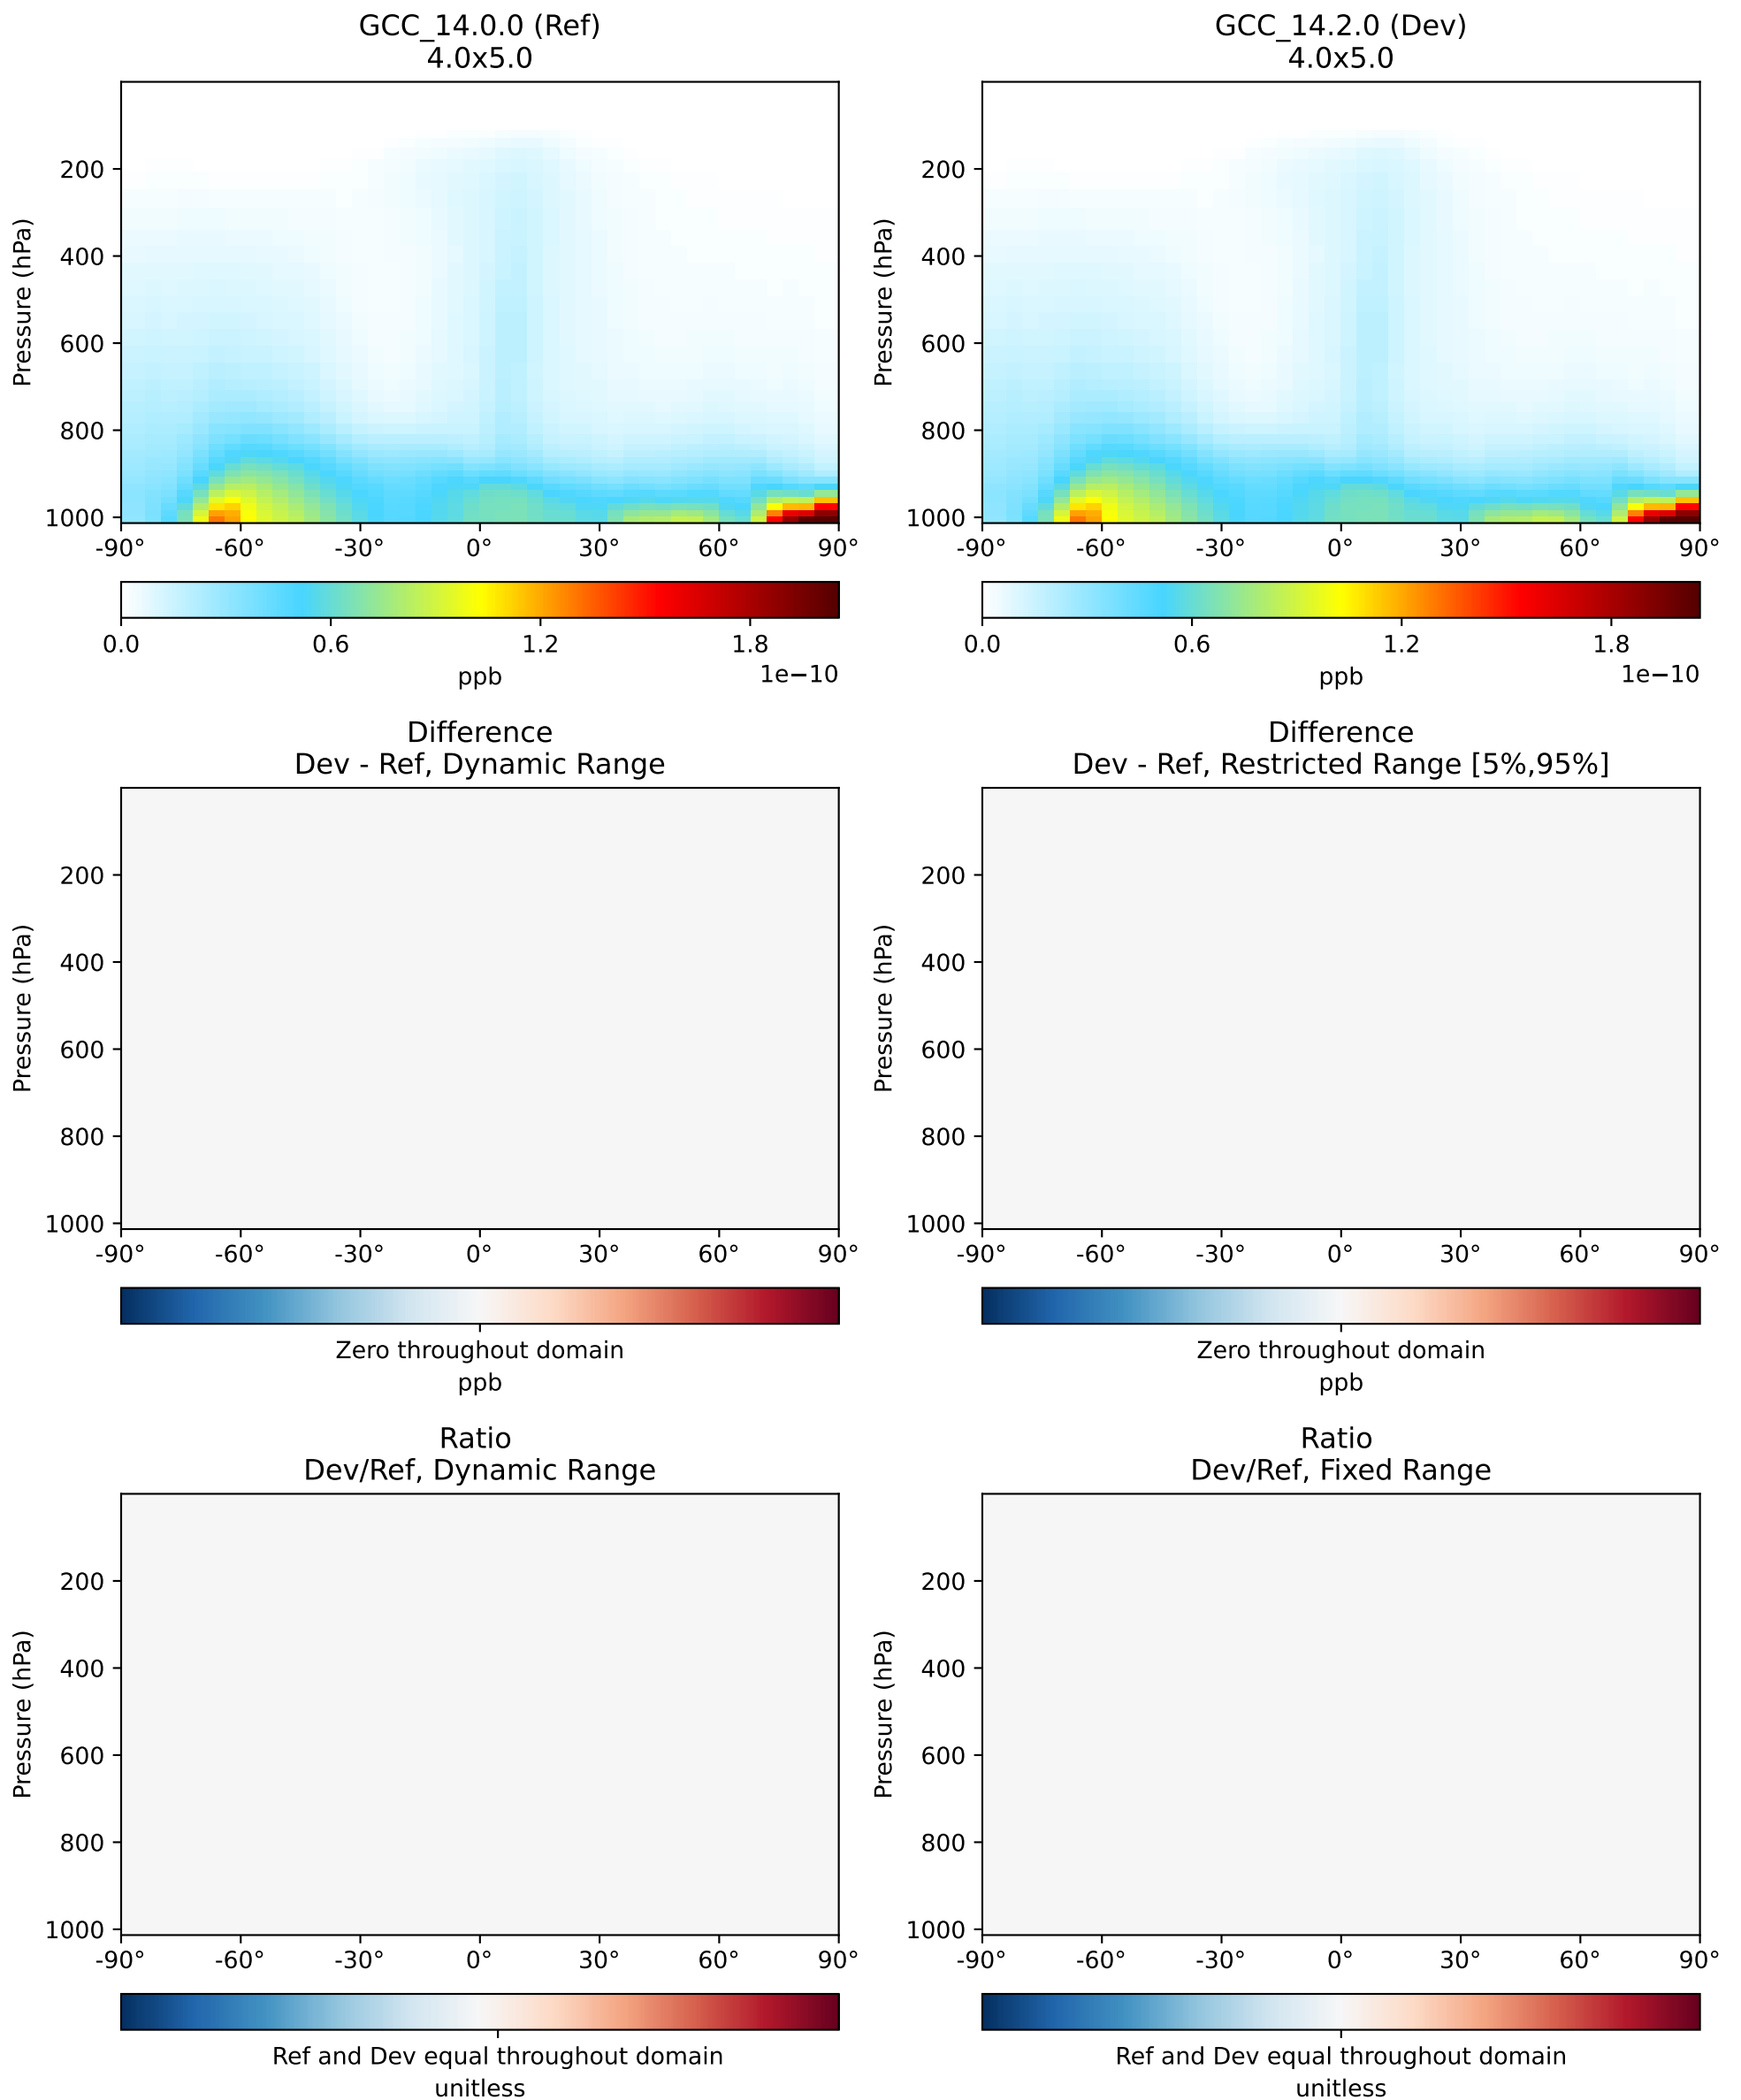 GCC_14.0.0 (Ref)
4.0x5.0
Pressure (hPa)
200
400
600
800
1000
-90° -60° -30° 0° 30° 60° 90°
0.0 0.6 1.2 1.8
1e−10
ppb
GCC_14.2.0 (Dev)
4.0x5.0
Pressure (hPa)
200
400
600
800
1000
-90° -60° -30° 0° 30° 60° 90°
0.0 0.6 1.2 1.8
1e−10
ppb
Difference
Dev - Ref, Dynamic Range
Pressure (hPa)
200
400
600
800
1000
-90° -60° -30° 0° 30° 60° 90°
Zero throughout domain
ppb
Difference
Dev - Ref, Restricted Range [5%,95%]
Pressure (hPa)
200
400
600
800
1000
-90° -60° -30° 0° 30° 60° 90°
Zero throughout domain
ppb
Ratio
Dev/Ref, Dynamic Range
Pressure (hPa)
200
400
600
800
1000
-90° -60° -30° 0° 30° 60° 90°
Ref and Dev equal throughout domain
unitless
Ratio
Dev/Ref, Fixed Range
Pressure (hPa)
200
400
600
800
1000
-90° -60° -30° 0° 30° 60° 90°
Ref and Dev equal throughout domain
unitless